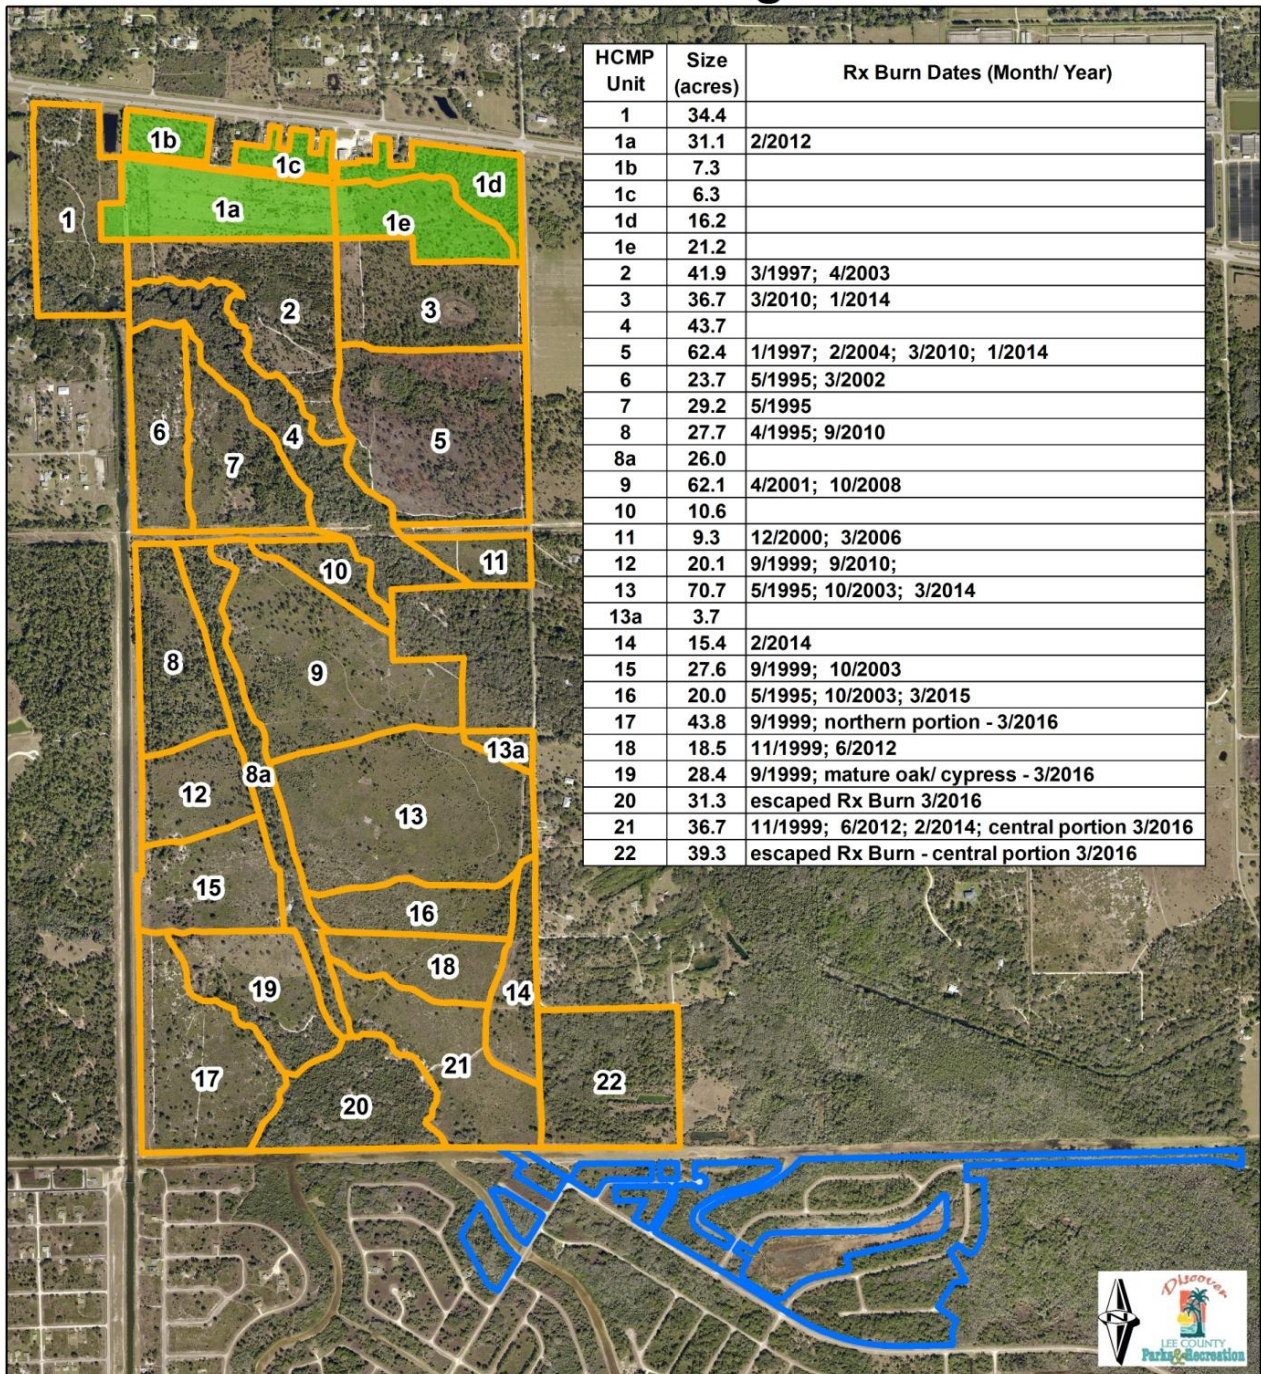 HCMP Unit Size (acres) Rx Burn Dates (Month/ Year)
1 34.4
1a 31.1 2/2012
1b 7.3
1c 6.3
1d 16.2
1e 21.2
2 41.9 3/1997; 4/2003
3 36.7 3/2010; 1/2014
4 43.7
5 62.4 1/1997; 2/2004; 3/2010; 1/2014
6 23.7 5/1995; 3/2002
7 29.2 5/1995
8 27.7 4/1995; 9/2010
8a 26.0
9 62.1 4/2001; 10/2008
10 10.6
11 9.3 12/2000; 3/2006
12 20.1 9/1999; 9/2010;
13 70.7 5/1995; 10/2003; 3/2014
13a 3.7
14 15.4 2/2014
15 27.6 9/1999; 10/2003
16 20.0 5/1995; 10/2003; 3/2015
17 43.8 9/1999; northern portion - 3/2016
18 18.5 11/1999; 6/2012
19 28.4 9/1999; mature oak/ cypress - 3/2016
20 31.3 escaped Rx Burn 3/2016
21 36.7 11/1999; 6/2012; 2/2014; central portion 3/2016
22 39.3 escaped Rx Burn - central portion 3/2016
1b
1c
1d
1a
1
1e
2
3
6
4
5
7
10
11
8
9
13a
8a
12
13
15
16
18
19
14
21
17
22
20
N
Discover
LEE COUNTY
Parks & Recreation